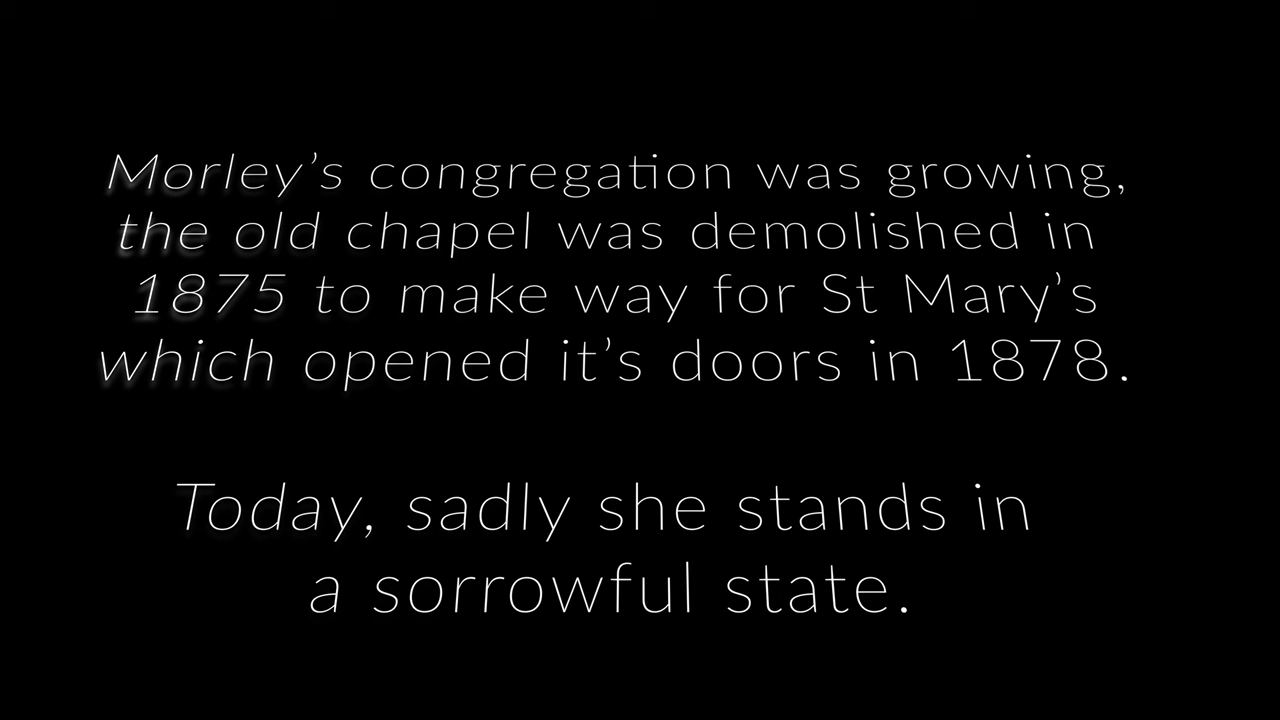 Morley’s congregation was growing,
the old chapel was demolished in
1875 to make way for St Mary’s
which opened it’s doors in 1878.
Today, sadly she stands in
a sorrowful state.